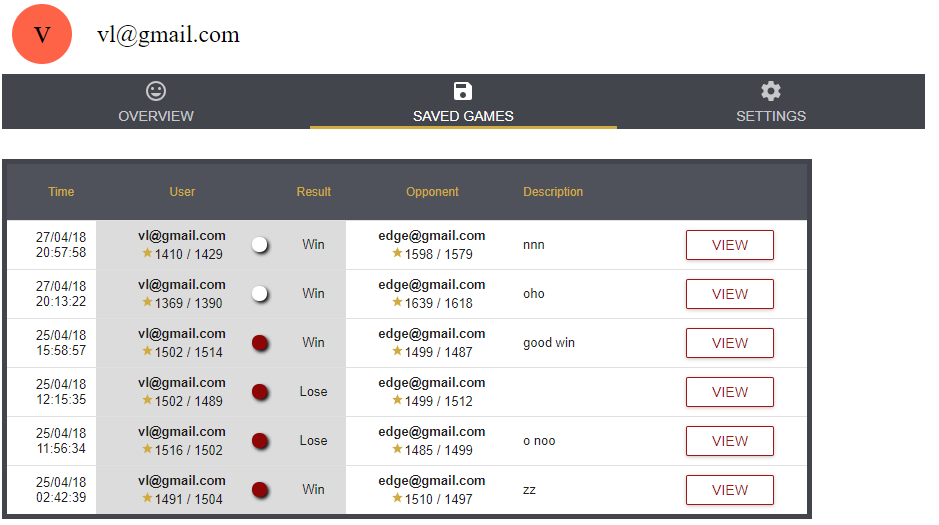 V
vl@gmail.com
OVERVIEW
SAVED GAMES
SETTINGS
Time User Result Opponent Description
27/04/18 vl@gmail.com edge@gmail.com
20:57:58 1410 / 1429 Win 1598 / 1579 nnn VIEW
27/04/18 vl@gmail.com edge@gmail.com
20:13:22 1369 / 1390 Win 1639 / 1618 oho VIEW
25/04/18 vl@gmail.com edge@gmail.com
15:58:57 1502 / 1514 Win 1499 / 1487 good win VIEW
25/04/18 vl@gmail.com edge@gmail.com
12:15:35 1502 / 1489 Lose 1499 / 1512 VIEW
25/04/18 vl@gmail.com edge@gmail.com
11:56:34 1516 / 1502 Lose 1485 / 1499 o noo VIEW
25/04/18 vl@gmail.com edge@gmail.com
02:42:39 1491 / 1504 Win 1510 / 1497 zz VIEW